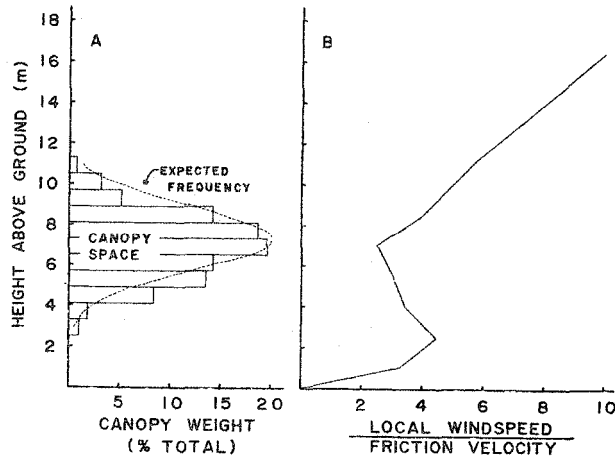 A
B
HEIGHT ABOVE GROUND (m)
18
16
14
12
10
8
6
4
2
EXPECTED
FREQUENCY
CANOPY
SPACE
5 10 15 20
CANOPY WEIGHT
(% TOTAL)
0 2 4 6 8 10
LOCAL WINDSPEED
FRICTION VELOCITY